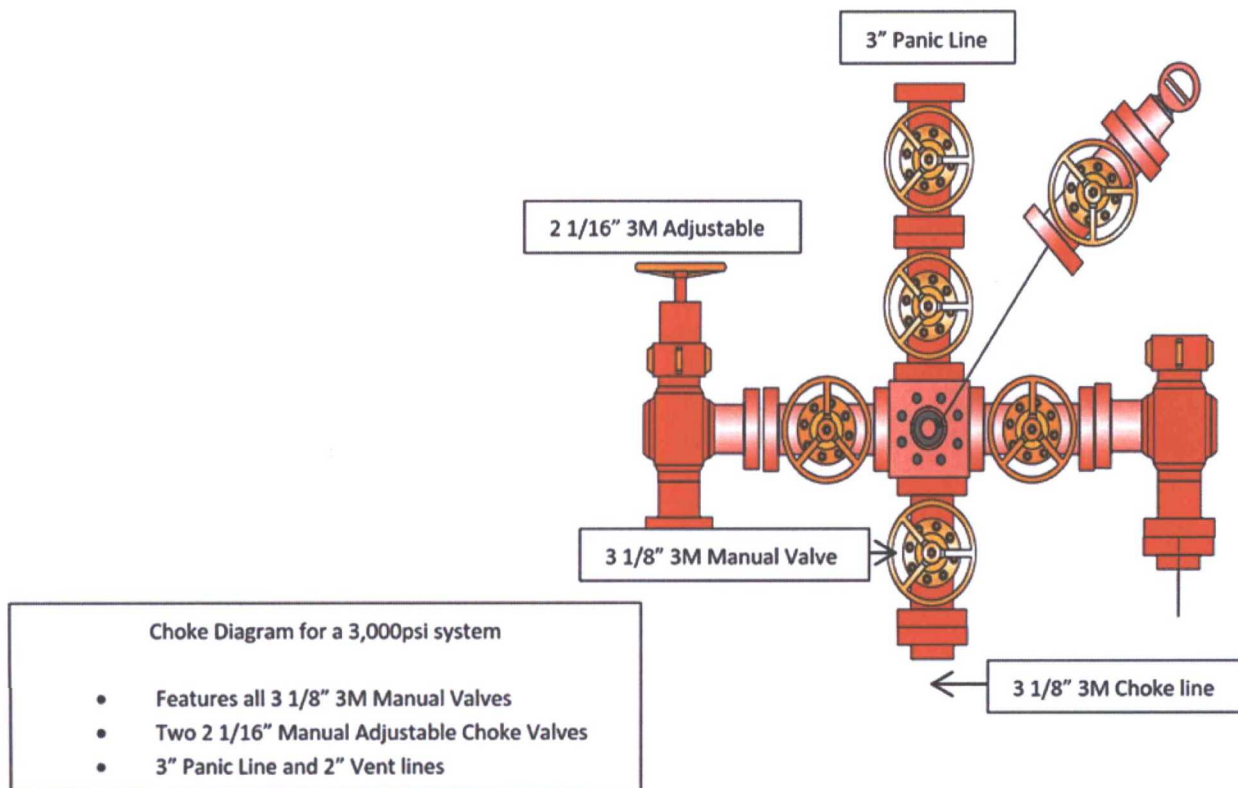 3” Panic Line
2 1/16” 3M Adjustable
3 1/8” 3M Manual Valve
3 1/8” 3M Choke line
Choke Diagram for a 3,000psi system
• Features all 3 1/8” 3M Manual Valves
• Two 2 1/16” Manual Adjustable Choke Valves
• 3” Panic Line and 2” Vent lines